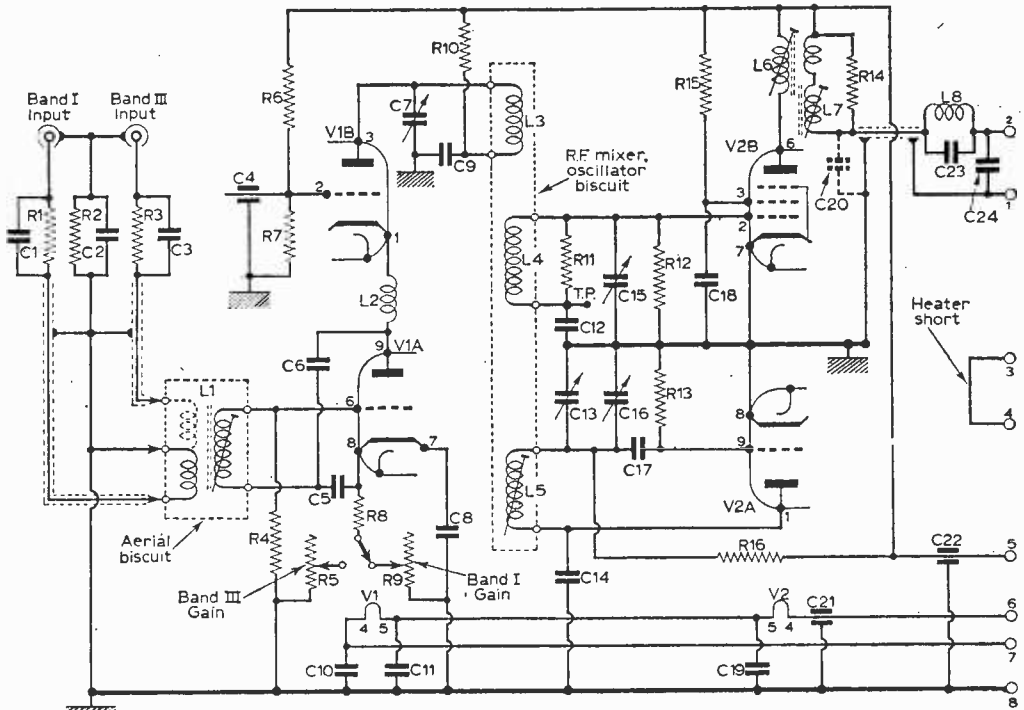 Band I
Input
Band III
Input
R1
C1
R2
C2
R3
C3
C4
R6
R7
2
V1B
3
1
L2
C7
C9
R10
L3
R.F. mixer,
oscillator
biscuit
L4
L5
R11
T.P.
C12
C15
R12
C13
C16
R13
C17
R15
C18
L6
L7
R14
V2B
6
3
2
7
C20
L8
C23
C24
2
1
Heater
short
3
4
V1A
9
6
8
7
C6
C5
R8
C8
L1
Aerial
biscuit
R4
Band III
Gain
R5
R9
Band I
Gain
8
9
V2A
1
R16
C14
C22
5
V1
4
5
C10
C11
V2
5
4
C21
C19
6
7
8